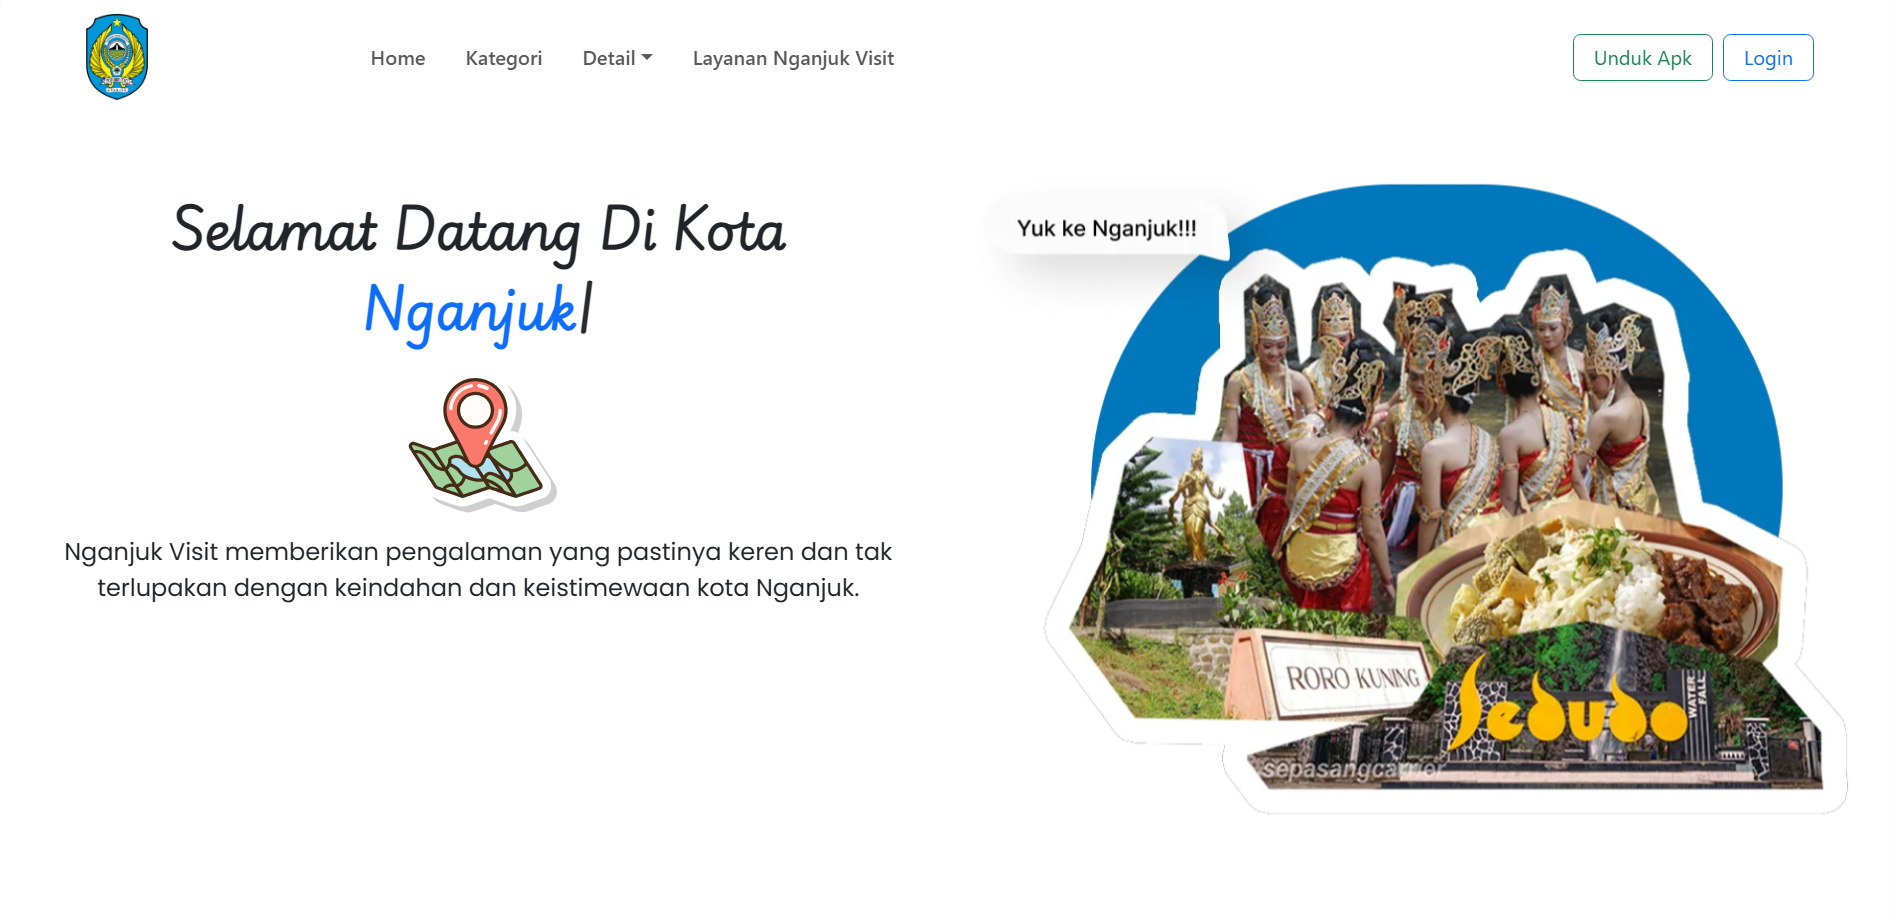 Home
Kategori
Detail
Layanan Nganjuk Visit
Unduk Apk
Login
Selamat Datang Di Kota
Nganjuk|
Nganjuk Visit memberikan pengalaman yang pastinya keren dan tak
terlupakan dengan keindahan dan keistimewaan kota Nganjuk.
Yuk ke Nganjuk!!!
RORO KUNING
Sedudo
WATER
FALL
sepasangcarrier